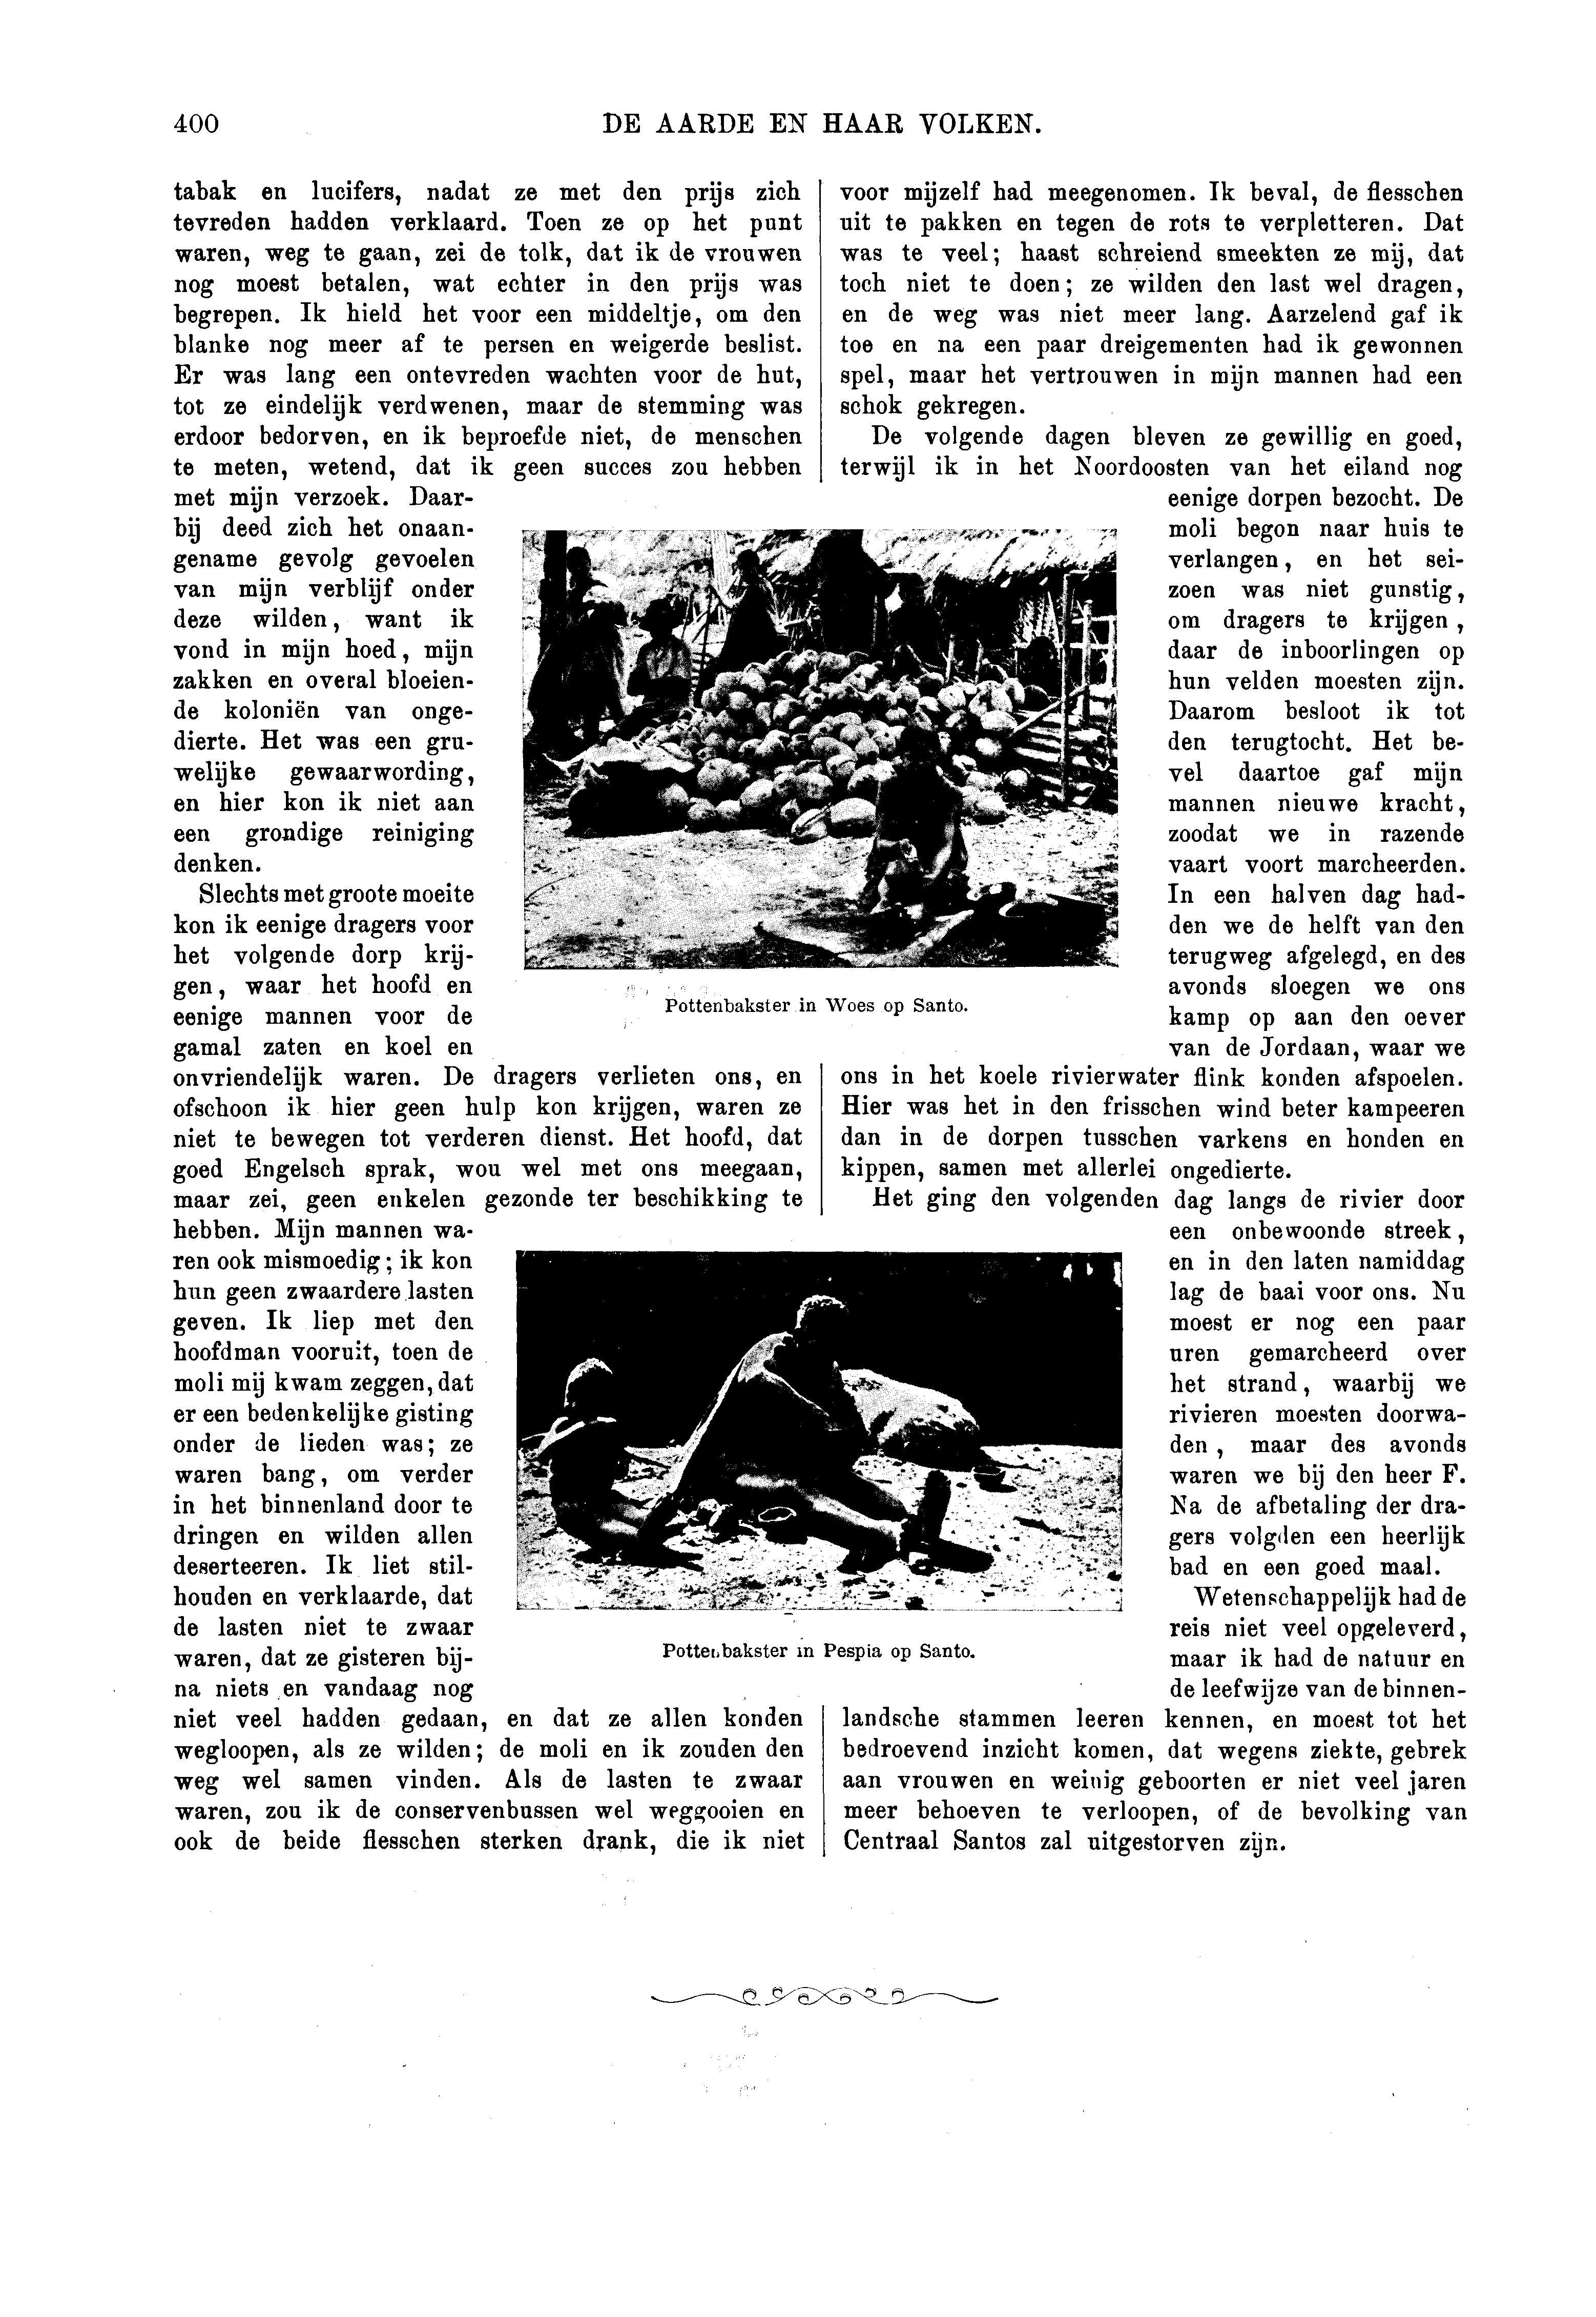 400
DE AARDE EN HAAR VOLKEN.
tabak en lucifers, nadat ze met den prijs zich
tevreden hadden verklaard. Toen ze op het punt
waren, weg te gaan, zei de tolk, dat ik de vrouwen
nog moest betalen, wat echter in den prijs was
begrepen. Ik hield het voor een middeltje, om den
blanke nog meer af te persen en weigerde beslist.
Er was lang een ontevreden wachten voor de hut,
tot ze eindelijk verdwenen, maar de stemming was
erdoor bedorven, en ik beproefde niet, de menschen
te meten, wetend, dat ik geen succes zou hebben
met mijn verzoek. Daar-
bij deed zich het onaan-
gename gevolg gevoelen
van mijn verblijf onder
deze wilden, want ik
vond in mijn hoed, mijn
zakken en overal bloeien-
de koloniën van onge-
dierte. Het was een gru-
welijke gewaarwording,
en hier kon ik niet aan
een grondige reiniging
denken.
Slechts met groote moeite
kon ik eenige dragers voor
het volgende dorp krij-
gen, waar het hoofd en
eenige mannen voor de
gamal zaten en koel en
onvriendelijk waren. De dragers verlieten ons, en
ofschoon ik hier geen hulp kon krijgen, waren ze
niet te bewegen tot verderen dienst. Het hoofd, dat
goed Engelsch sprak, wou wel met ons meegaan,
maar zei, geen enkelen gezonde ter beschikking te
hebben. Mijn mannen wa-
ren ook mismoedig; ik kon
hun geen zwaardere lasten
geven. Ik liep met den
hoofdman vooruit, toen de
moli mij kwam zeggen, dat
er een bedenkelijke gisting
onder de lieden was; ze
waren bang, om verder
in het binnenland door te
dringen en wilden allen
deserteeren. Ik liet stil-
houden en verklaarde, dat
de lasten niet te zwaar
waren, dat ze gisteren bij-
na niets en vandaag nog
niet veel hadden gedaan, en dat ze allen konden
wegloopen, als ze wilden; de moli en ik zouden den
weg wel samen vinden. Als de lasten te zwaar
waren, zou ik de conservenbussen wel weggooien en
ook de beide flesschen sterken drank, die ik niet
voor mijzelf had meegenomen. Ik beval, de flesschen
uit te pakken en tegen de rots te verpletteren. Dat
was te veel; haast schreiend smeekten ze mij, dat
toch niet te doen; ze wilden den last wel dragen,
en de weg was niet meer lang. Aarzelend gaf ik
toe en na een paar dreigementen had ik gewonnen
spel, maar het vertrouwen in mijn mannen had een
schok gekregen.
De volgende dagen bleven ze gewillig en goed,
terwijl ik in het Noordoosten van het eiland nog
eenige dorpen bezocht. De
moli begon naar huis te
verlangen, en het sei-
zoen was niet gunstig,
om dragers te krijgen,
daar de inboorlingen op
hun velden moesten zijn.
Daarom besloot ik tot
den terugtocht. Het be-
vel daartoe gaf mijn
mannen nieuwe kracht,
zoodat we in razende
vaart voort marcheerden.
In een halven dag had-
den we de helft van den
terugweg afgelegd, en des
avonds sloegen we ons
kamp op aan den oever
van de Jordaan, waar we
ons in het koele rivierwater flink konden afspoelen.
Hier was het in den frisschen wind beter kampeeren
dan in de dorpen tusschen varkens en honden en
kippen, samen met allerlei ongedierte.
Het ging den volgenden dag langs de rivier door
een onbewoonde streek,
en in den laten namiddag
lag de baai voor ons. Nu
moest er nog een paar
uren gemarcheerd over
het strand, waarbij we
rivieren moesten doorwa-
den, maar des avonds
waren we bij den heer F.
Na de afbetaling der dra-
gers volgden een heerlijk
bad en een goed maal.
Wetenschappelijk had de
reis niet veel opgeleverd,
maar ik had de natuur en
de leefwijze van de binnen-
landsche stammen leeren kennen, en moest tot het
bedroevend inzicht komen, dat wegens ziekte, gebrek
aan vrouwen en weinig geboorten er niet veel jaren
meer behoeven te verloopen, of de bevolking van
Centraal Santos zal uitgestorven zijn.
Pottenbakster in Woes op Santo.
Pottenbakster in Pespia op Santo.